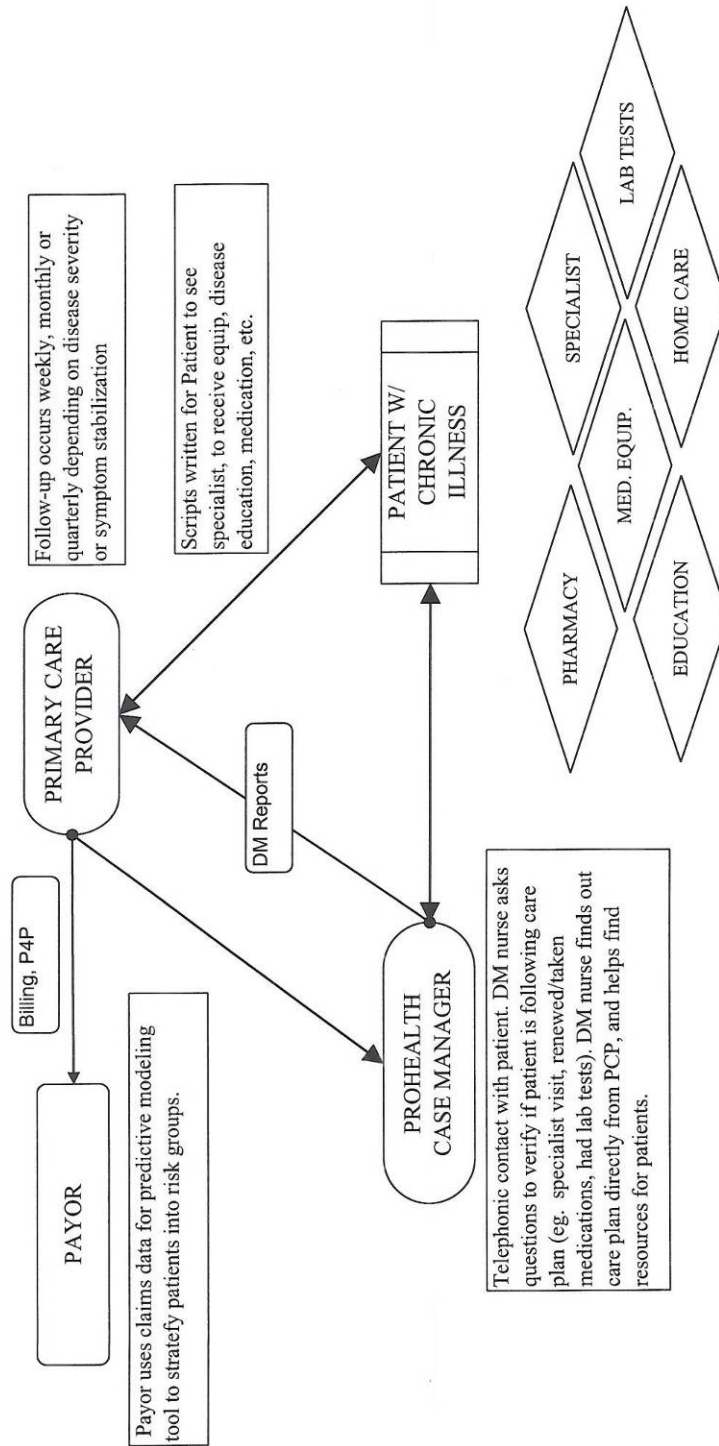 PAYOR
Billing, P4P
PRIMARY CARE
PROVIDER
Follow-up occurs weekly, monthly or
quarterly depending on disease severity
or symptom stabilization
Payor uses claims data for predictive modeling
tool to stratefy patients into risk groups.
Scripts written for Patient to see
specialist, to receive equip, disease
education, medication, etc.
DM Reports
PROHEALTH
CASE MANAGER
PATIENT W/
CHRONIC
ILLNESS
Telephonic contact with patient. DM nurse asks
questions to verify if patient is following care
plan (eg. specialist visit, renewed/taken
medications, had lab tests). DM nurse finds out
care plan directly from PCP, and helps find
resources for patients.
PHARMACY
SPECIALIST
MED. EQUIP.
LAB TESTS
EDUCATION
HOME CARE